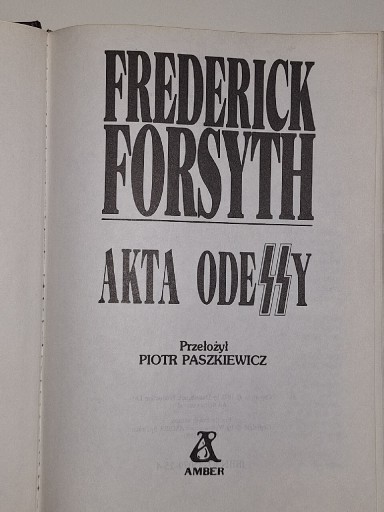 FREDERICK
FORSYTH
AKTA ODESSY
Przełożył
PIOTR PASZKIEWICZ
AMBER